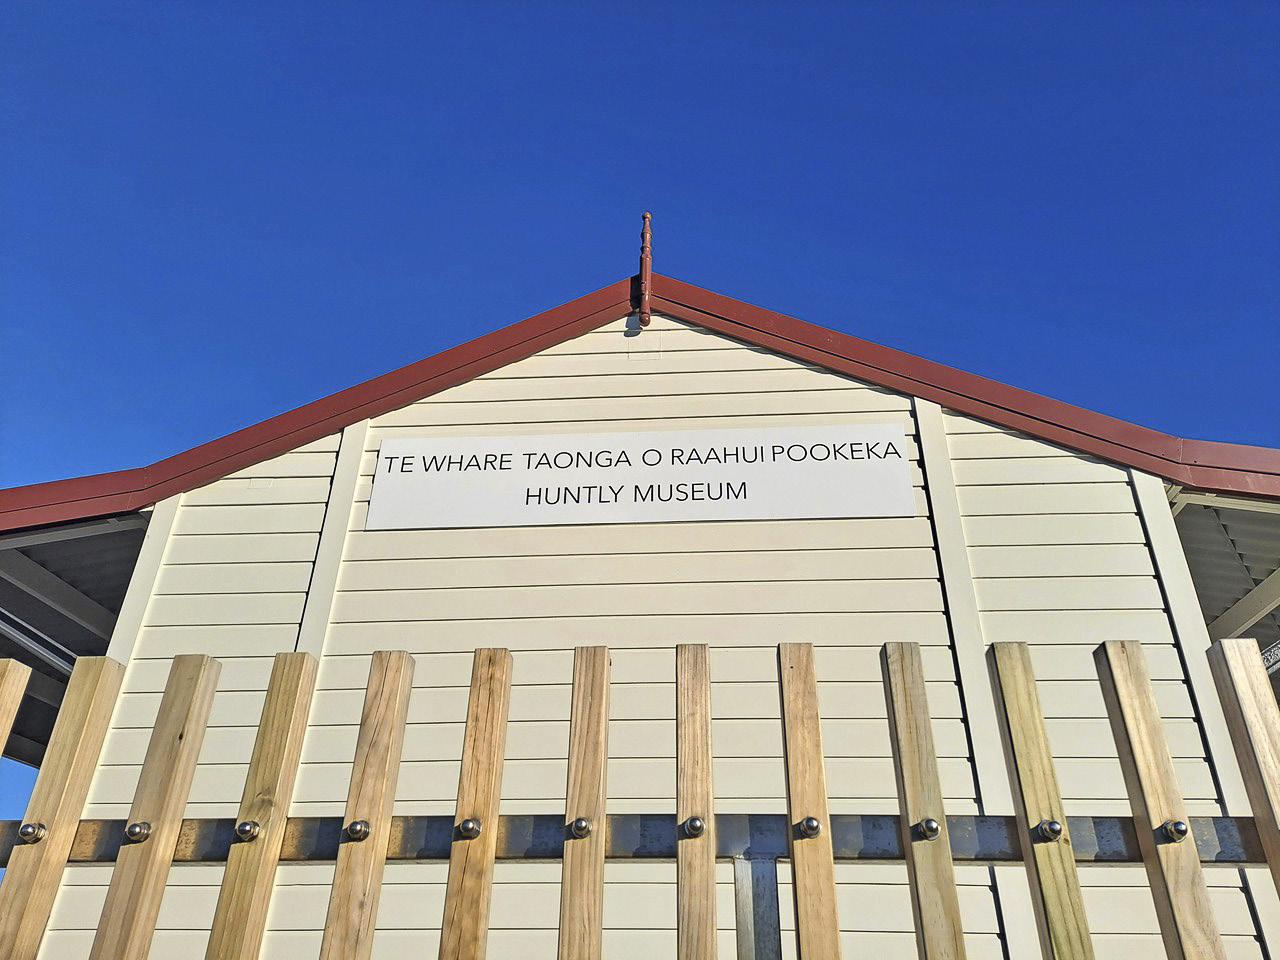 TE WHARE TAONGA O RAAHUI POOKEKA
HUNTLY MUSEUM